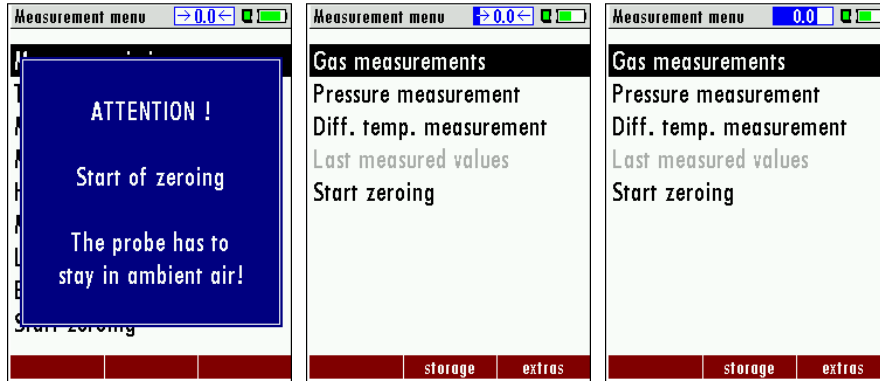 Measurement menu →0.0←
ATTENTION !
Start of zeroing
The probe has to
stay in ambient air!
Start zeroing
Measurement menu →0.0←
Gas measurements
Pressure measurement
Diff. temp. measurement
Last measured values
Start zeroing
storage extras
Measurement menu 0.0
Gas measurements
Pressure measurement
Diff. temp. measurement
Last measured values
Start zeroing
storage extras